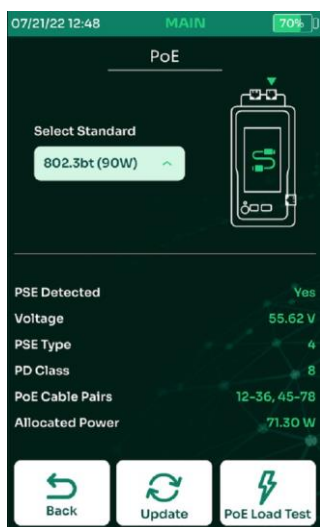 07/21/22 12:48 MAIN 70%
PoE
Select Standard
802.3bt (90W)
PSE Detected Yes
Voltage 55.62 V
PSE Type 4
PD Class 8
PoE Cable Pairs 12-36, 45-78
Allocated Power 71.30 W
Back Update PoE Load Test